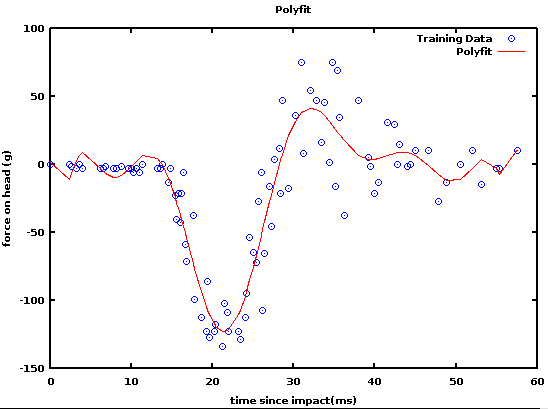 Polyfit
100
Training Data
Polyfit
50
0
-50
-100
-150
force on head (g)
0
10
20
30
40
50
60
time since impact(ms)